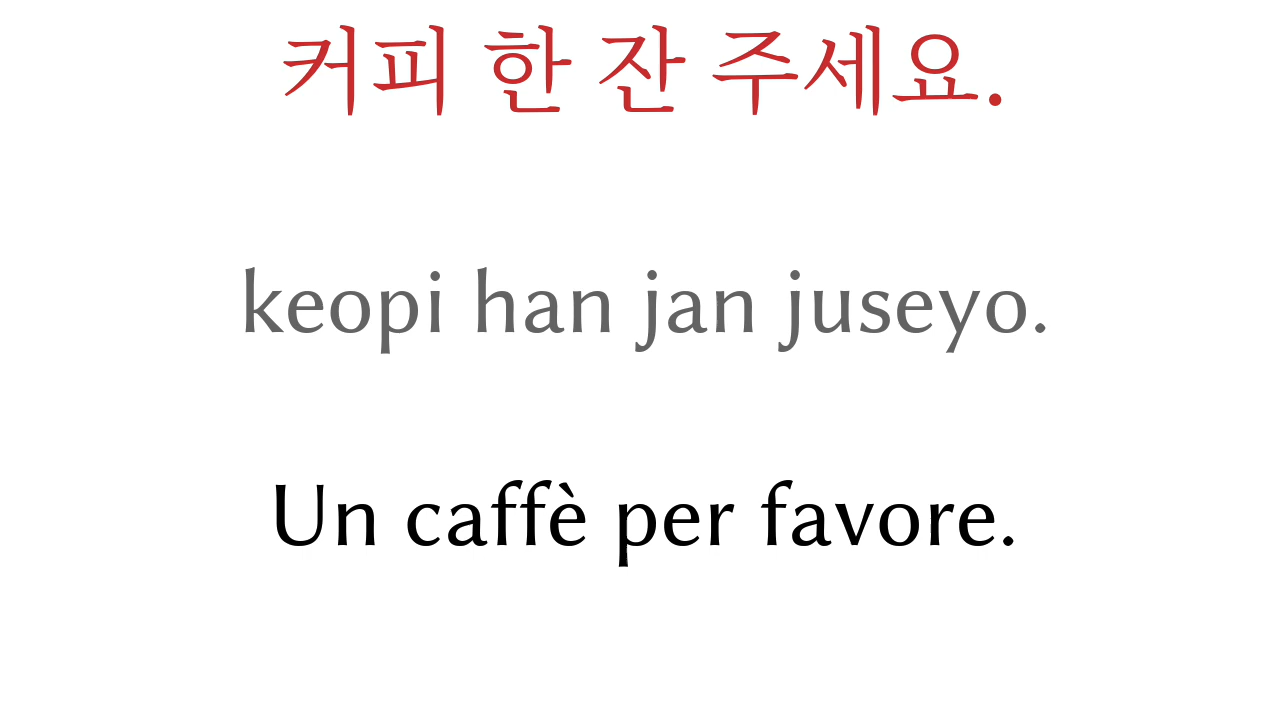 커피 한 잔 주세요.
keopi han jan juseyo.
Un caffè per favore.